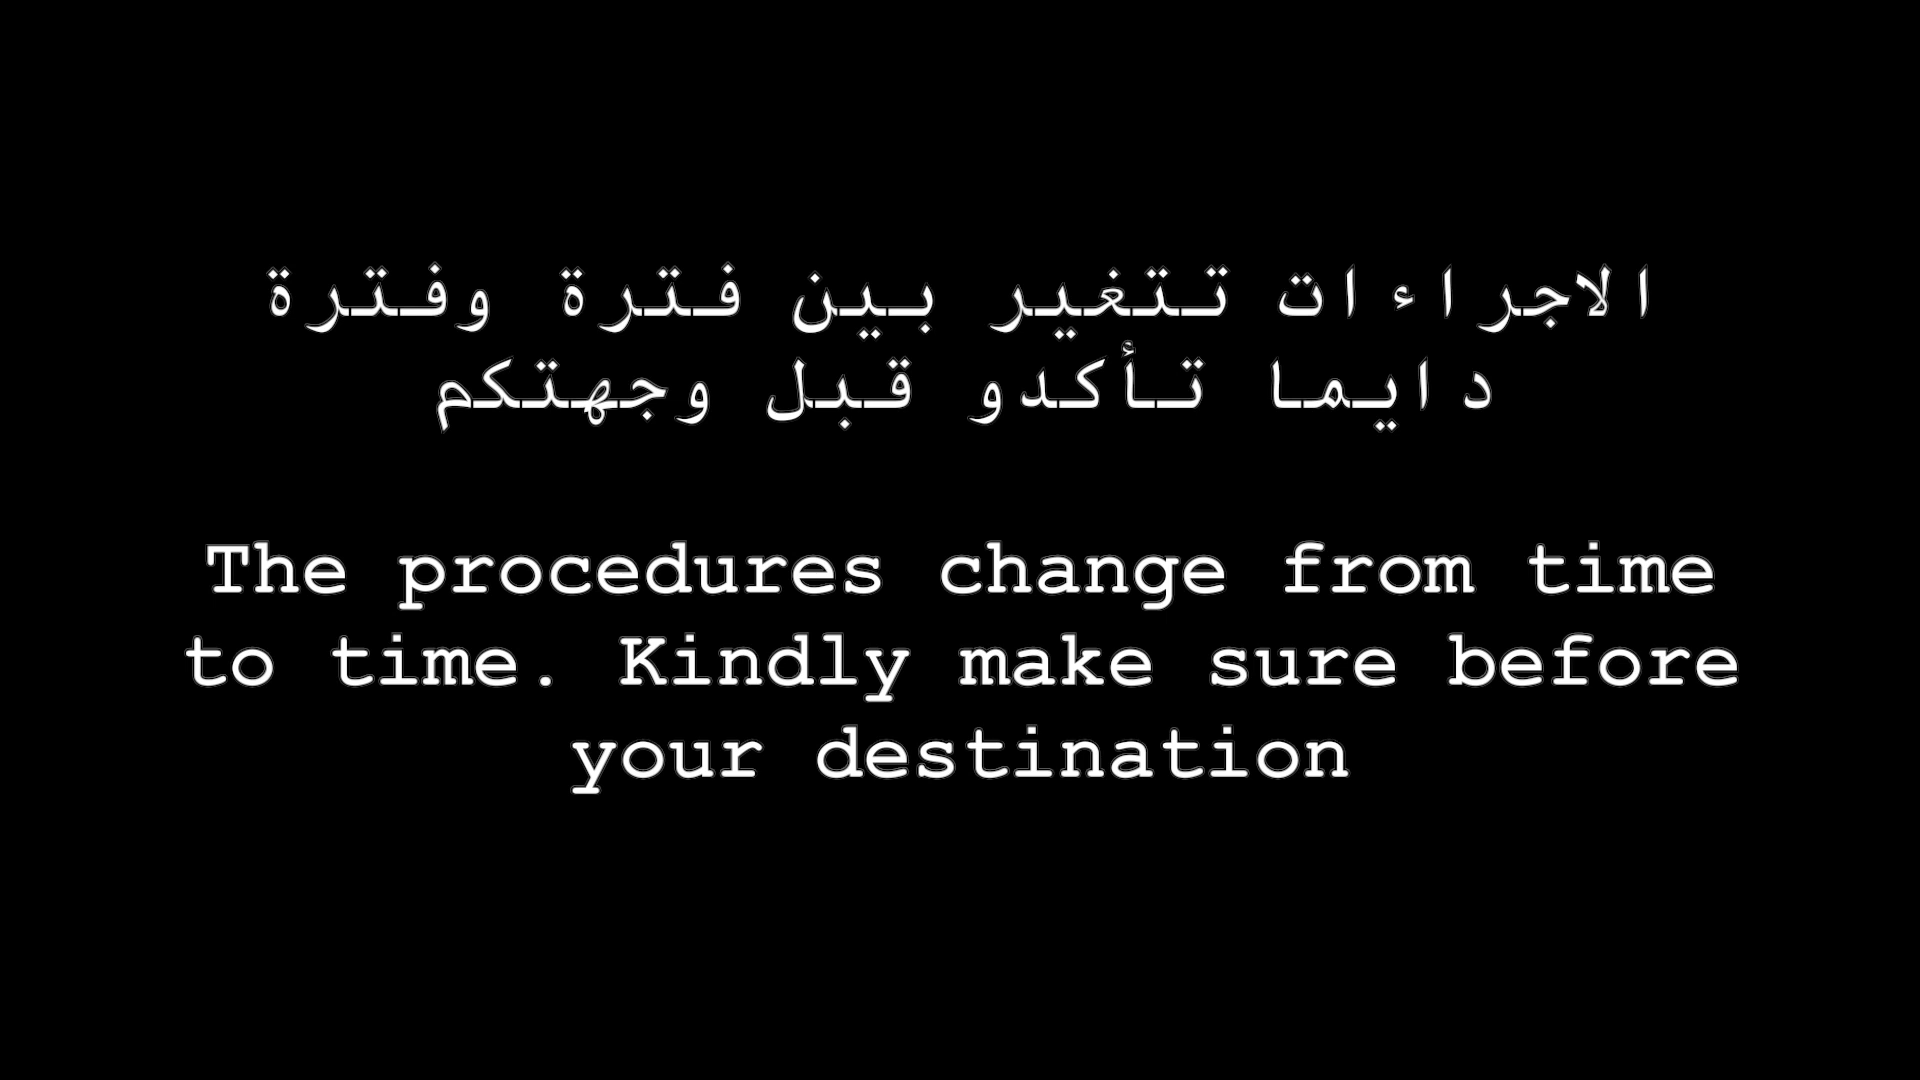 الاجراءات تتغير بين فترة وفترة
دايما تأكدو قبل وجهتكم
The procedures change from time
to time. Kindly make sure before
your destination